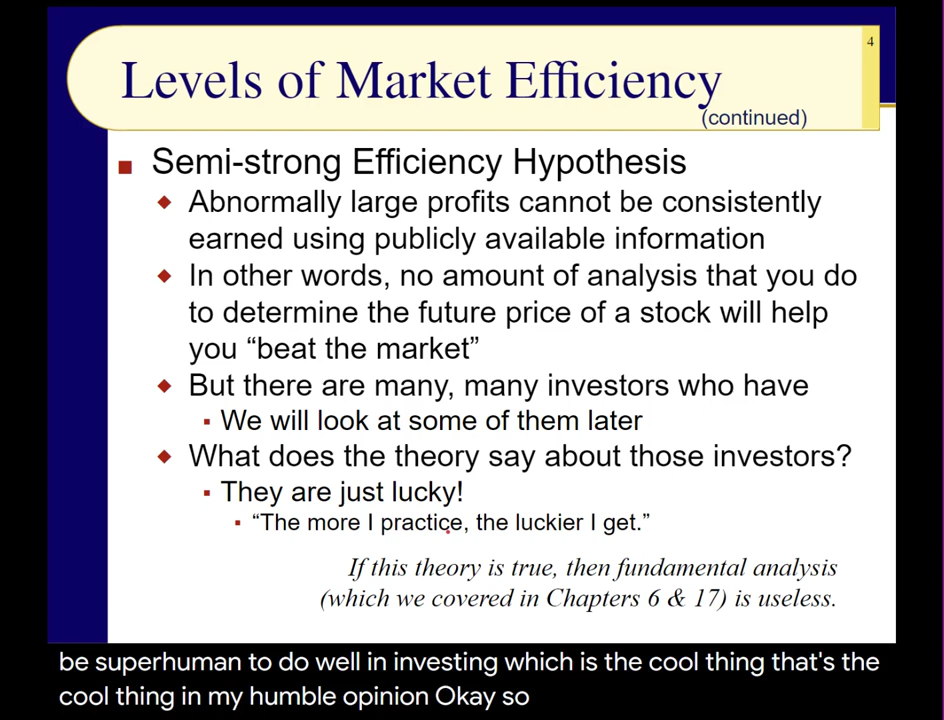 4
Levels of Market Efficiency
(continued)
Semi-strong Efficiency Hypothesis
Abnormally large profits cannot be consistently
earned using publicly available information
In other words, no amount of analysis that you do
to determine the future price of a stock will help
you “beat the market”
But there are many, many investors who have
We will look at some of them later
What does the theory say about those investors?
They are just lucky!
“The more I practice, the luckier I get.”
If this theory is true, then fundamental analysis
(which we covered in Chapters 6 & 17) is useless.
be superhuman to do well in investing which is the cool thing that's the
cool thing in my humble opinion Okay so